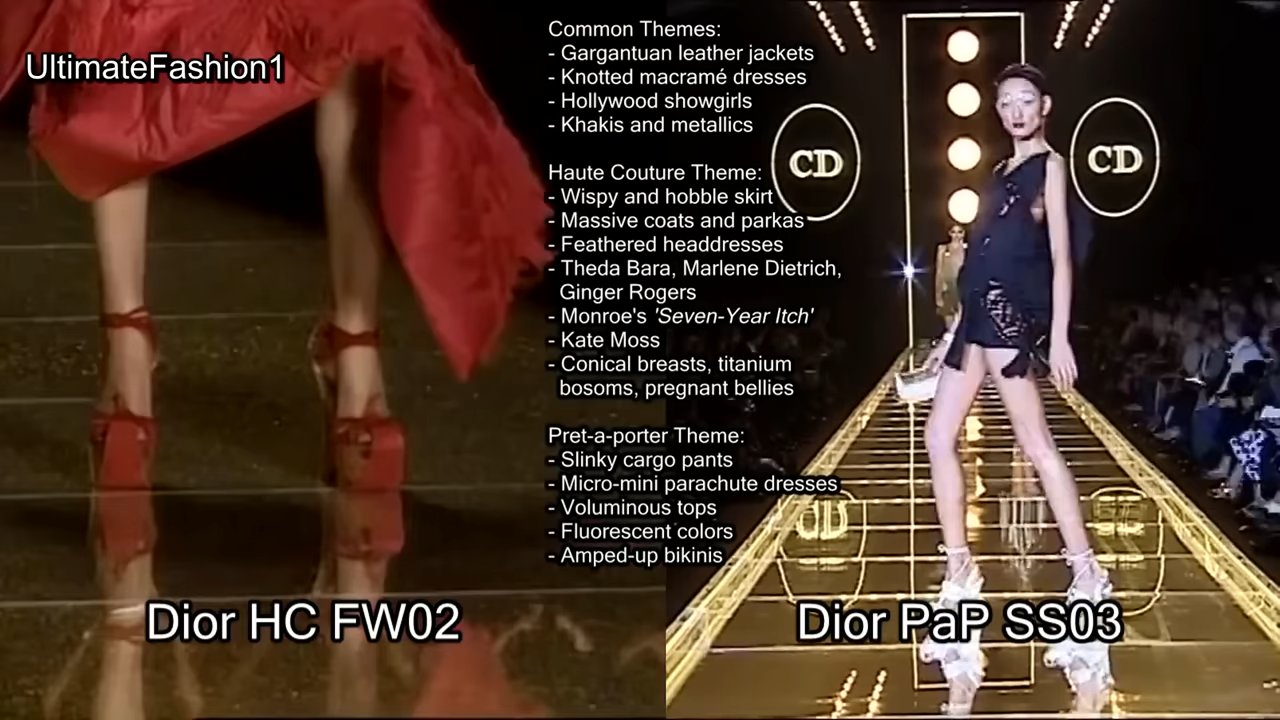 UltimateFashion1
Common Themes:
- Gargantuan leather jackets
- Knotted macramé dresses
- Hollywood showgirls
- Khakis and metallics
Haute Couture Theme:
- Wispy and hobble skirt
- Massive coats and parkas
- Feathered headdresses
- Theda Bara, Marlene Dietrich,
Ginger Rogers
- Monroe's 'Seven-Year Itch'
- Kate Moss
- Conical breasts, titanium
bosoms, pregnant bellies
Pret-a-porter Theme:
- Slinky cargo pants
- Micro-mini parachute dresses
- Voluminous tops
- Fluorescent colors
- Amped-up bikinis
CD
CD
Dior HC FW02
Dior PaP SS03